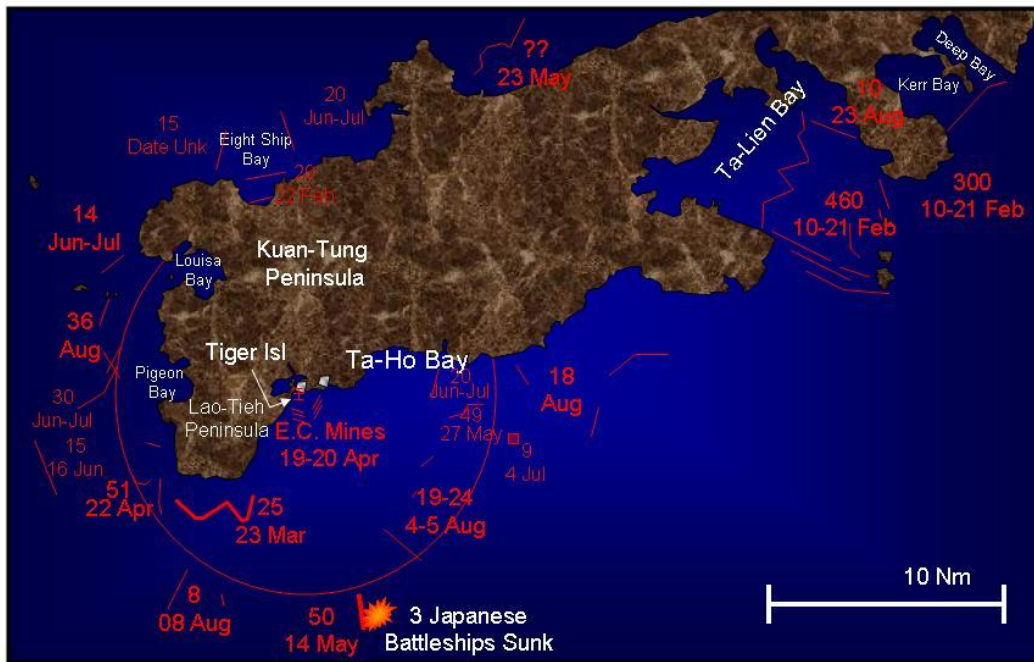 ??
23 May
Deep Bay
Kerr Bay
20
Jun-Jul
10
23 Aug
15
Date Unk
Eight Ship
Bay
Ta-Lien Bay
20
22 Feb
300
10-21 Feb
460
10-21 Feb
14
Jun-Jul
Louisa
Bay
Kuan-Tung
Peninsula
36
Aug
Tiger Isl
Ta-Ho Bay
Pigeon
Bay
20
Jun-Jul
18
Aug
30
Jun-Jul
Lao-Tieh
Peninsula
49
27 May
E.C. Mines
19-20 Apr
15
16 Jun
9
4 Jul
51
22 Apr
25
23 Mar
19-24
4-5 Aug
10 Nm
8
08 Aug
50
14 May
3 Japanese
Battleships Sunk